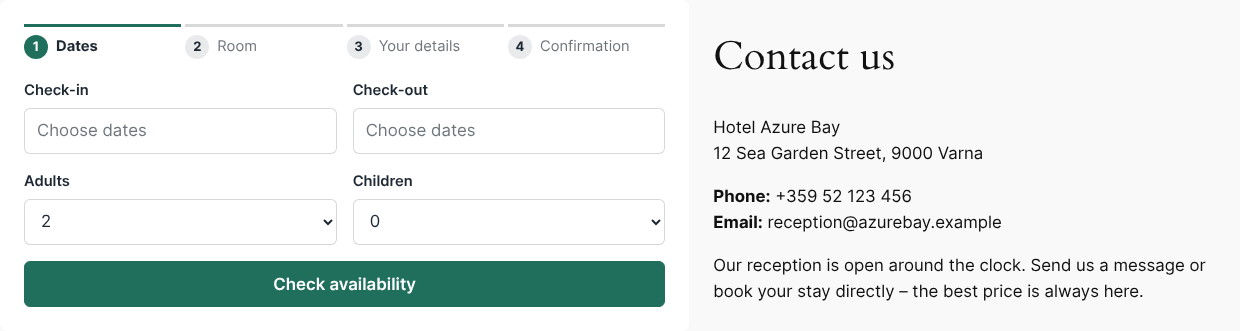 1 Dates
2 Room
3 Your details
4 Confirmation
Check-in
Check-out
Choose dates
Choose dates
Adults
Children
2
0
Check availability
Contact us
Hotel Azure Bay
12 Sea Garden Street, 9000 Varna
Phone: +359 52 123 456
Email: reception@azurebay.example
Our reception is open around the clock. Send us a message or
book your stay directly – the best price is always here.